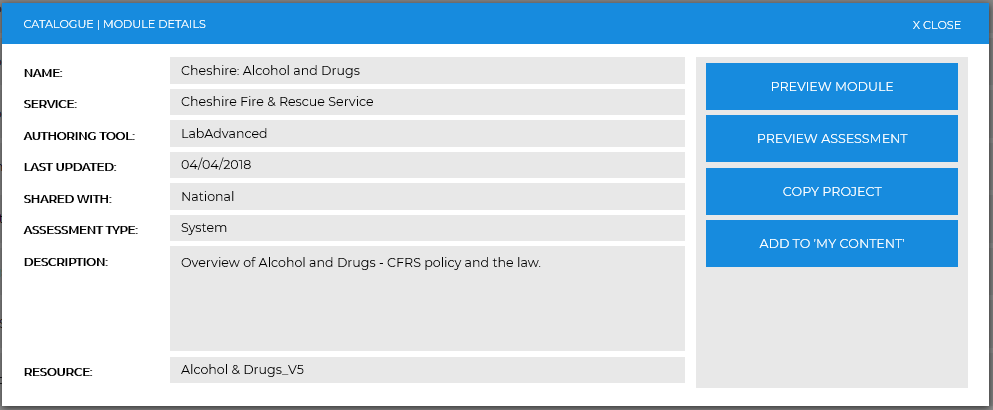 CATALOGUE | MODULE DETAILS
X CLOSE
NAME: Cheshire: Alcohol and Drugs
SERVICE: Cheshire Fire & Rescue Service
AUTHORING TOOL: LabAdvanced
LAST UPDATED: 04/04/2018
SHARED WITH: National
ASSESSMENT TYPE: System
DESCRIPTION: Overview of Alcohol and Drugs - CFRS policy and the law.
RESOURCE: Alcohol & Drugs_V5
PREVIEW MODULE
PREVIEW ASSESSMENT
COPY PROJECT
ADD TO 'MY CONTENT'